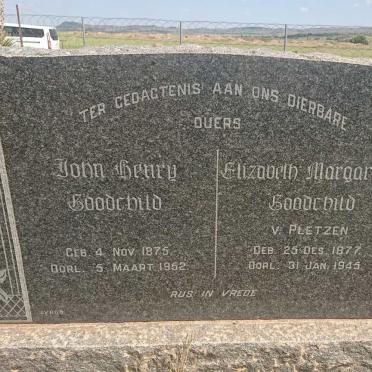 TER GEDAGTENIS AAN ONS DIERBARE
OUERS
John Henry
Goodchild
GEB. 4 NOV. 1875
OORL. 5 MAART 1952
Elizabeth Margar
Goodchild
V. PLETZEN
GEB. 25 DES. 1877
OORL. 31 JAN. 1945
RUS IN VREDE